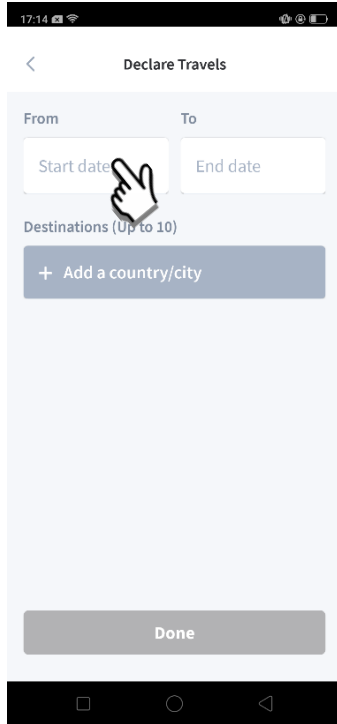 17:14
Declare Travels
From To
Start date End date
Destinations (Up to 10)
+ Add a country/city
Done